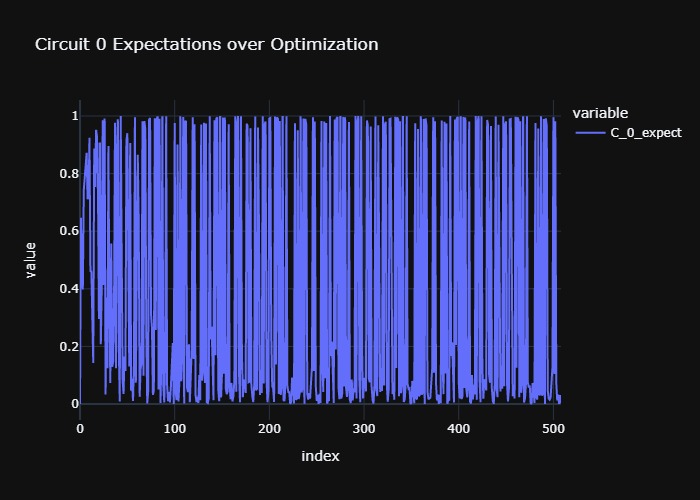 Circuit 0 Expectations over Optimization
variable
C_0_expect
1
0.8
0.6
0.4
0.2
0
value
0
100
200
300
400
500
index